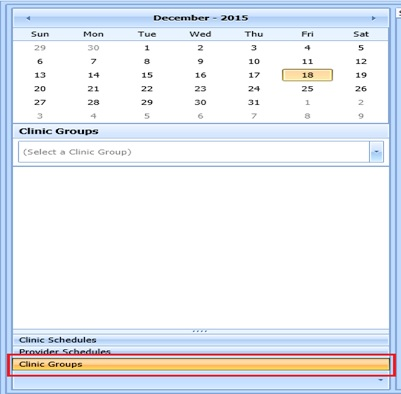 December - 2015
Sun Mon Tue Wed Thu Fri Sat
29 30 1 2 3 4 5
6 7 8 9 10 11 12
13 14 15 16 17 18 19
20 21 22 23 24 25 26
27 28 29 30 31 1 2
3 4 5 6 7 8 9
Clinic Groups
(Select a Clinic Group)
Clinic Schedules
Provider Schedules
Clinic Groups